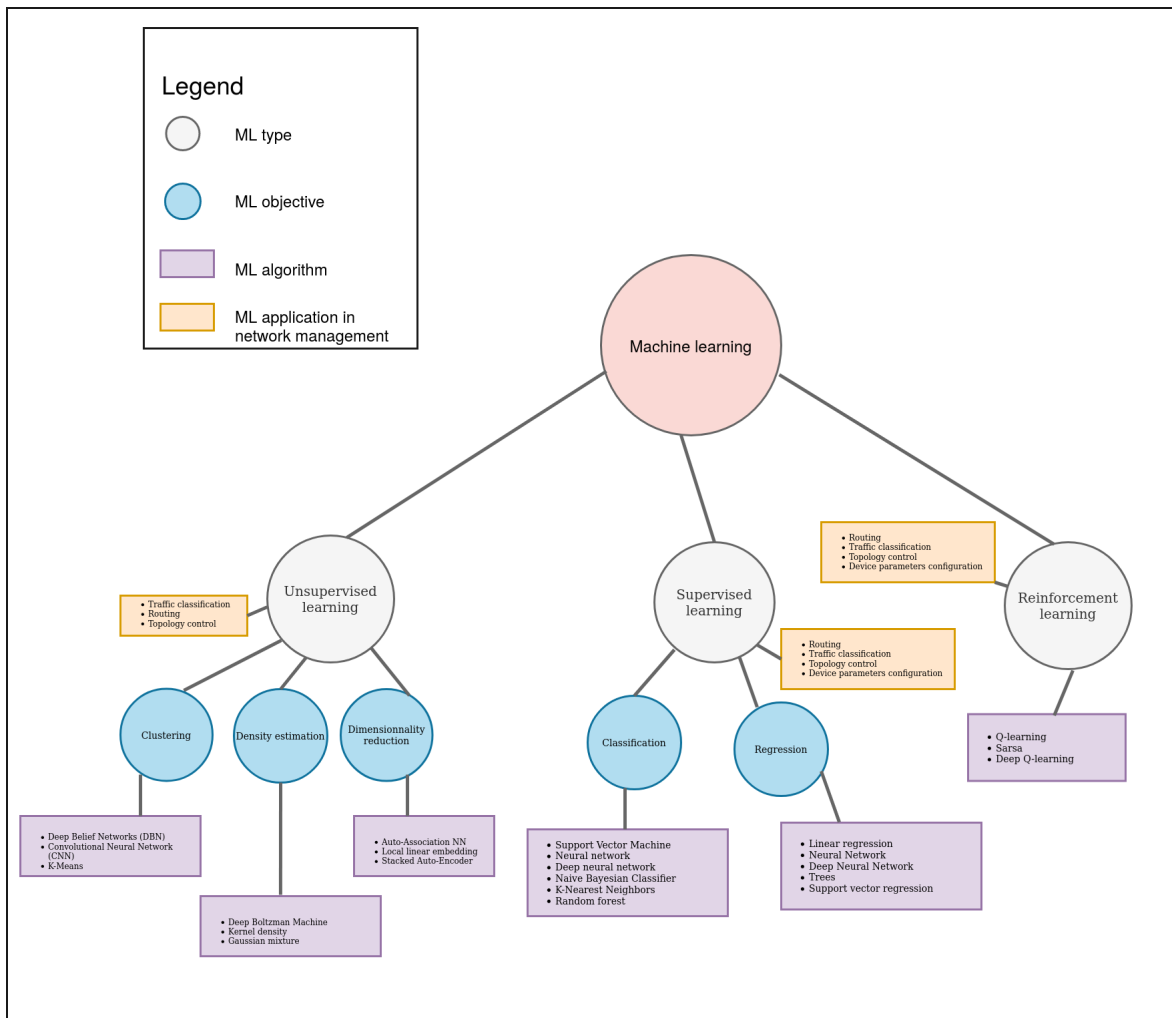 Legend
ML type
ML objective
ML algorithm
ML application in
network management
Machine learning
Unsupervised
learning
• Traffic classification
• Routing
• Topology control
Supervised
learning
• Routing
• Traffic classification
• Topology control
• Device parameters configuration
Reinforcement
learning
• Routing
• Traffic classification
• Topology control
• Device parameters configuration
Clustering
Density estimation
Dimensionnality
reduction
Classification
Regression
• Q-learning
• Sarsa
• Deep Q-learning
• Deep Belief Networks (DBN)
• Convolutional Neural Network
(CNN)
• K-Means
• Deep Boltzman Machine
• Kernel density
• Gaussian mixture
• Auto-Association NN
• Local linear embedding
• Stacked Auto-Encoder
• Support Vector Machine
• Neural network
• Deep neural network
• Naive Bayesian Classifier
• K-Nearest Neighbors
• Random forest
• Linear regression
• Neural Network
• Deep Neural Network
• Trees
• Support vector regression